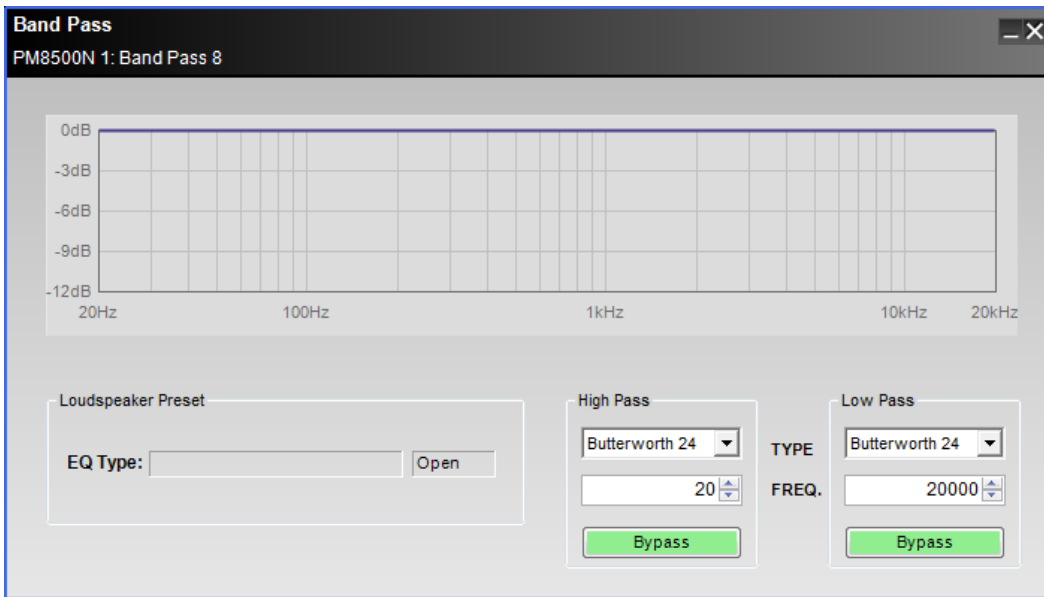 Band Pass
PM8500N 1: Band Pass 8
0dB
-3dB
-6dB
-9dB
-12dB
20Hz 100Hz 1kHz 10kHz 20kHz
Loudspeaker Preset
EQ Type: Open
High Pass
Butterworth 24
20
Bypass
TYPE
FREQ.
Low Pass
Butterworth 24
20000
Bypass